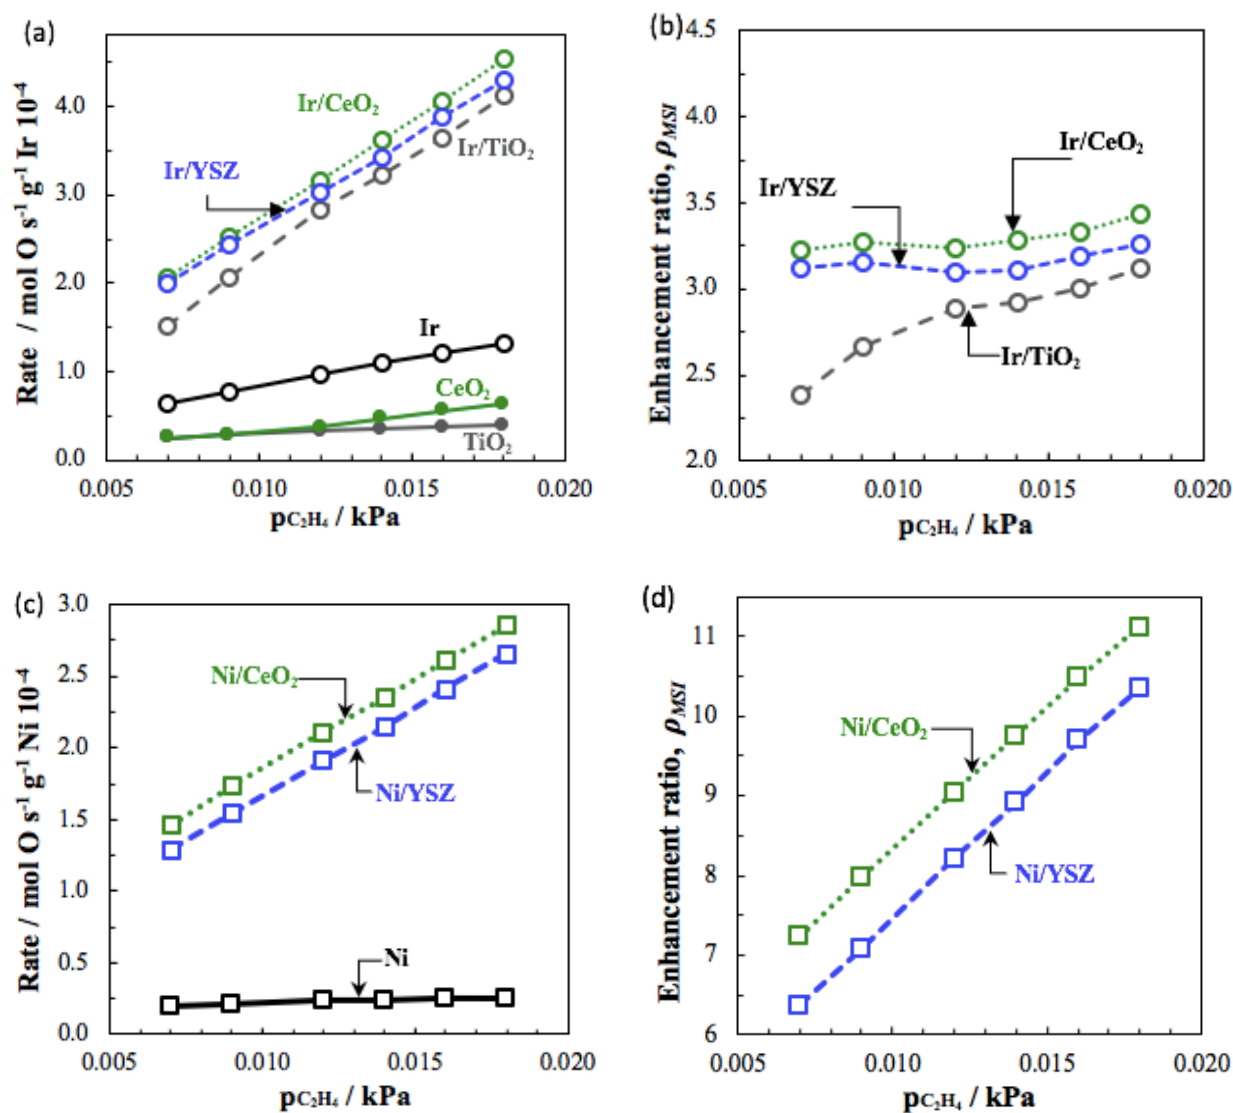 (a)
Rate / mol O s⁻¹ g⁻¹ Ir 10⁻⁴
4.0
3.0
2.0
1.0
0.0
Ir/CeO₂
Ir/TiO₂
Ir/YSZ
Ir
CeO₂
TiO₂
0.005 0.010 0.015 0.020
pC₂H₄ / kPa
(b)
Enhancement ratio, ρMSI
4.5
4.0
3.5
3.0
2.5
2.0
Ir/CeO₂
Ir/YSZ
Ir/TiO₂
0.005 0.010 0.015 0.020
pC₂H₄ / kPa
(c)
Rate / mol O s⁻¹ g⁻¹ Ni 10⁻⁴
3.0
2.5
2.0
1.5
1.0
0.5
0.0
Ni/CeO₂
Ni/YSZ
Ni
0.005 0.010 0.015 0.020
pC₂H₄ / kPa
(d)
Enhancement ratio, ρMSI
11
10
9
8
7
6
Ni/CeO₂
Ni/YSZ
0.005 0.010 0.015 0.020
pC₂H₄ / kPa